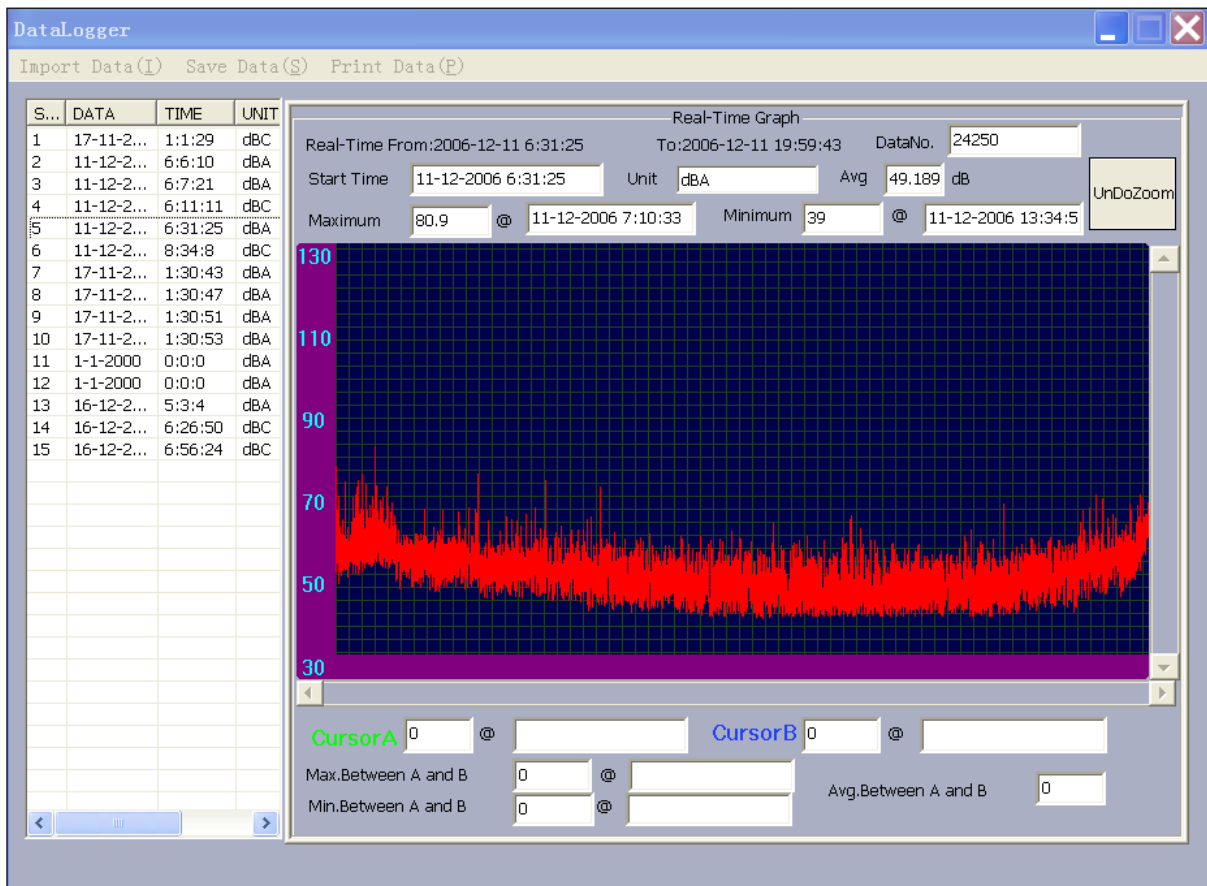 DataLogger
Import Data(I) Save Data(S) Print Data(P)
S... DATA TIME UNIT
1 17-11-2... 1:1:29 dBC
2 11-12-2... 6:6:10 dBA
3 11-12-2... 6:7:21 dBA
4 11-12-2... 6:11:11 dBC
5 11-12-2... 6:31:25 dBA
6 11-12-2... 8:34:8 dBC
7 17-11-2... 1:30:43 dBA
8 17-11-2... 1:30:47 dBA
9 17-11-2... 1:30:51 dBA
10 17-11-2... 1:30:53 dBA
11 1-1-2000 0:0:0 dBA
12 1-1-2000 0:0:0 dBA
13 16-12-2... 5:3:4 dBA
14 16-12-2... 6:26:50 dBC
15 16-12-2... 6:56:24 dBC
Real-Time Graph
Real-Time From:2006-12-11 6:31:25 To:2006-12-11 19:59:43 DataNo. 24250
Start Time 11-12-2006 6:31:25 Unit dBA Avg 49.189 dB
UnDoZoom
Maximum 80.9 @ 11-12-2006 7:10:33 Minimum 39 @ 11-12-2006 13:34:5
130
110
90
70
50
30
CursorA 0 @ CursorB 0 @
Max.Between A and B 0 @
Avg.Between A and B 0
Min.Between A and B 0 @